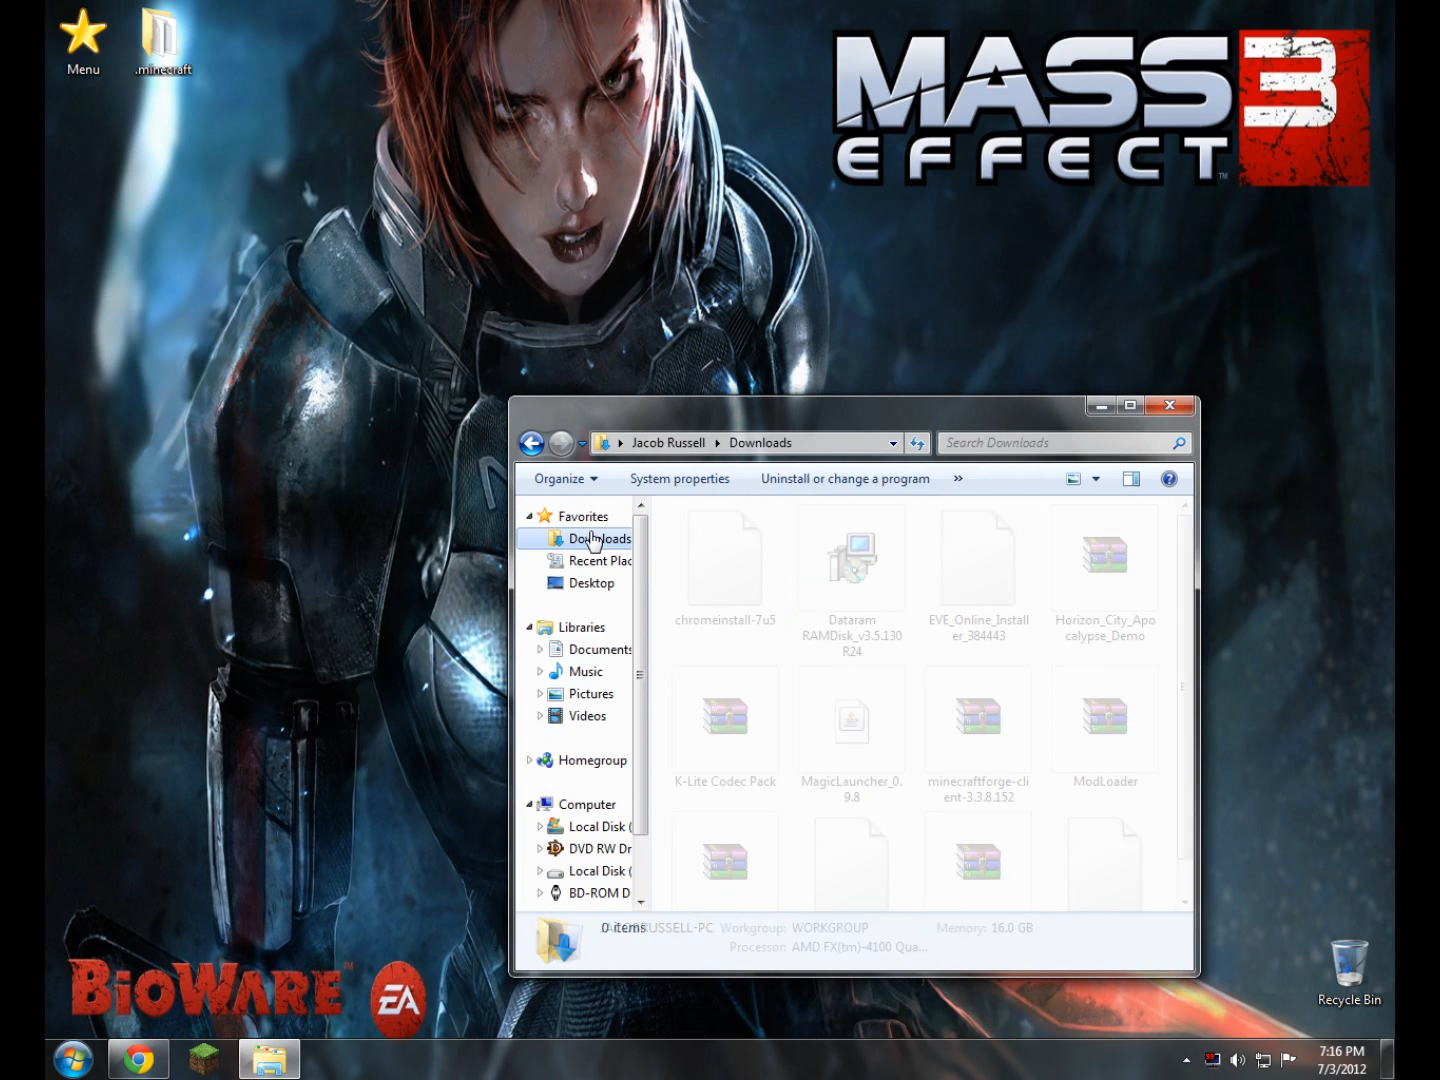 Menu
.minecraft
MASS
EFFECT
3
TM
Jacob Russell
Downloads
Search Downloads
Organize
System properties
Uninstall or change a program
»
Favorites
Downloads
Recent Plac
Desktop
Libraries
Documents
Music
Pictures
Videos
Homegroup
Computer
Local Disk (
DVD RW Dr
Local Disk (
BD-ROM D
chromeinstall-7u5
Dataram
RAMDisk_v3.5.130
R24
EVE_Online_Install
er_384443
Horizon_City_Apo
calypse_Demo
K-Lite Codec Pack
MagicLauncher_0.
9.8
minecraftforge-cli
ent-3.3.8.152
ModLoader
0 items
RUSSELL-PC Workgroup: WORKGROUP Memory: 16.0 GB
Processor: AMD FX(tm)-4100 Qua...
BIOWARE
TM
EA
Recycle Bin
7:16 PM
7/3/2012